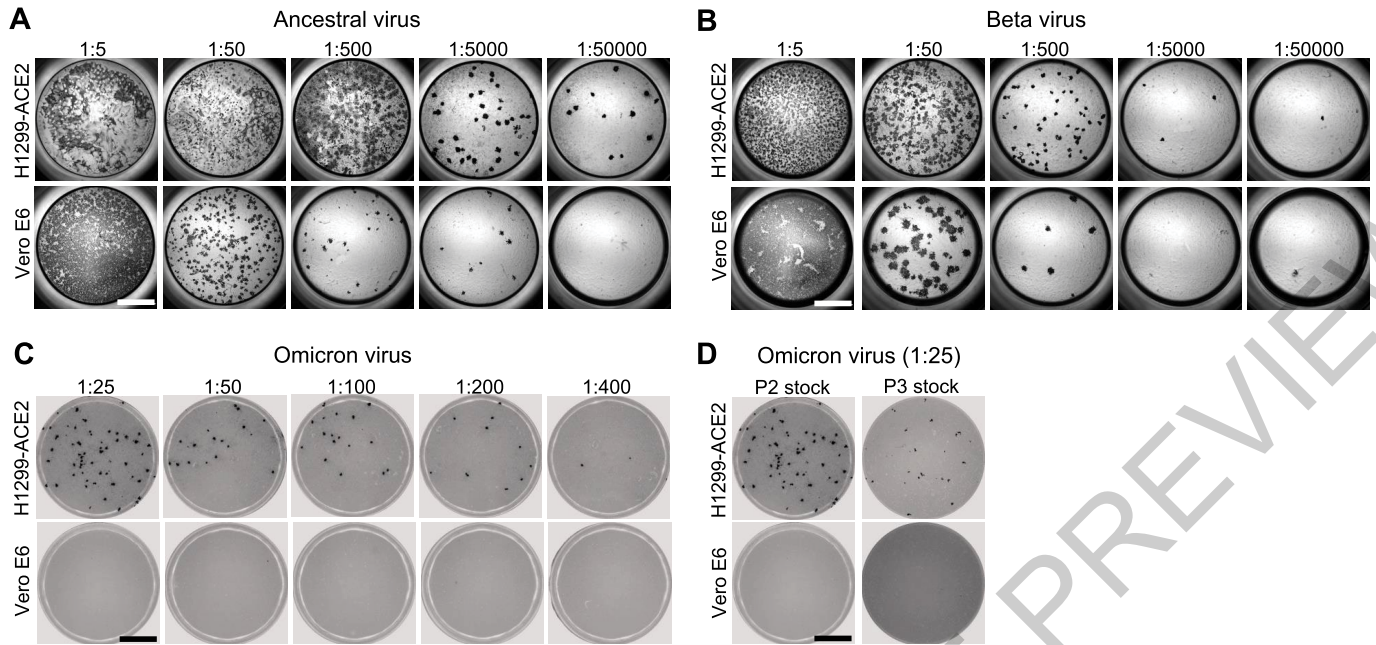 A
Ancestral virus
1:5 1:50 1:500 1:5000 1:50000
H1299-ACE2
Vero E6
B
Beta virus
1:5 1:50 1:500 1:5000 1:50000
H1299-ACE2
Vero E6
C
Omicron virus
1:25 1:50 1:100 1:200 1:400
H1299-ACE2
Vero E6
D
Omicron virus (1:25)
P2 stock P3 stock
H1299-ACE2
Vero E6
PREVIEW